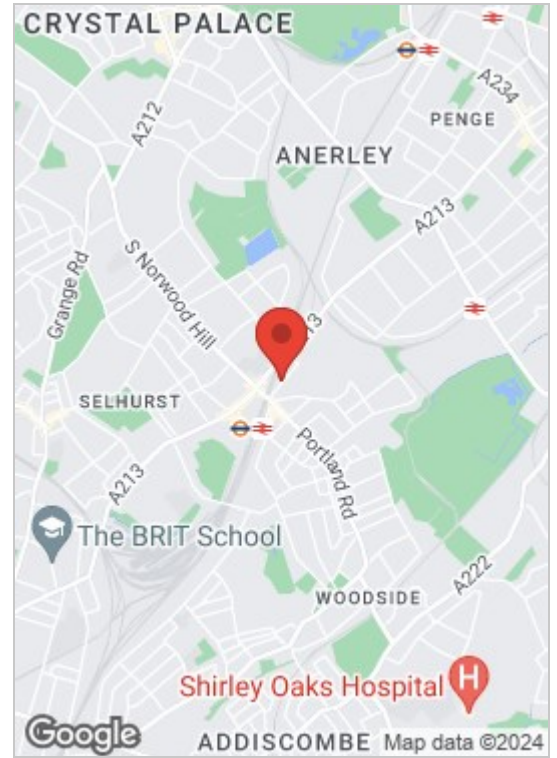 CRYSTAL PALACE
A234
PENGE
A212
ANERLEY
A213
Grange Rd
S Norwood Hill
13
SELHURST
A213
Portland Rd
The BRIT School
A222
WOODSIDE
Shirley Oaks Hospital
H
Google
ADDISCOMBE
Map data ©2024